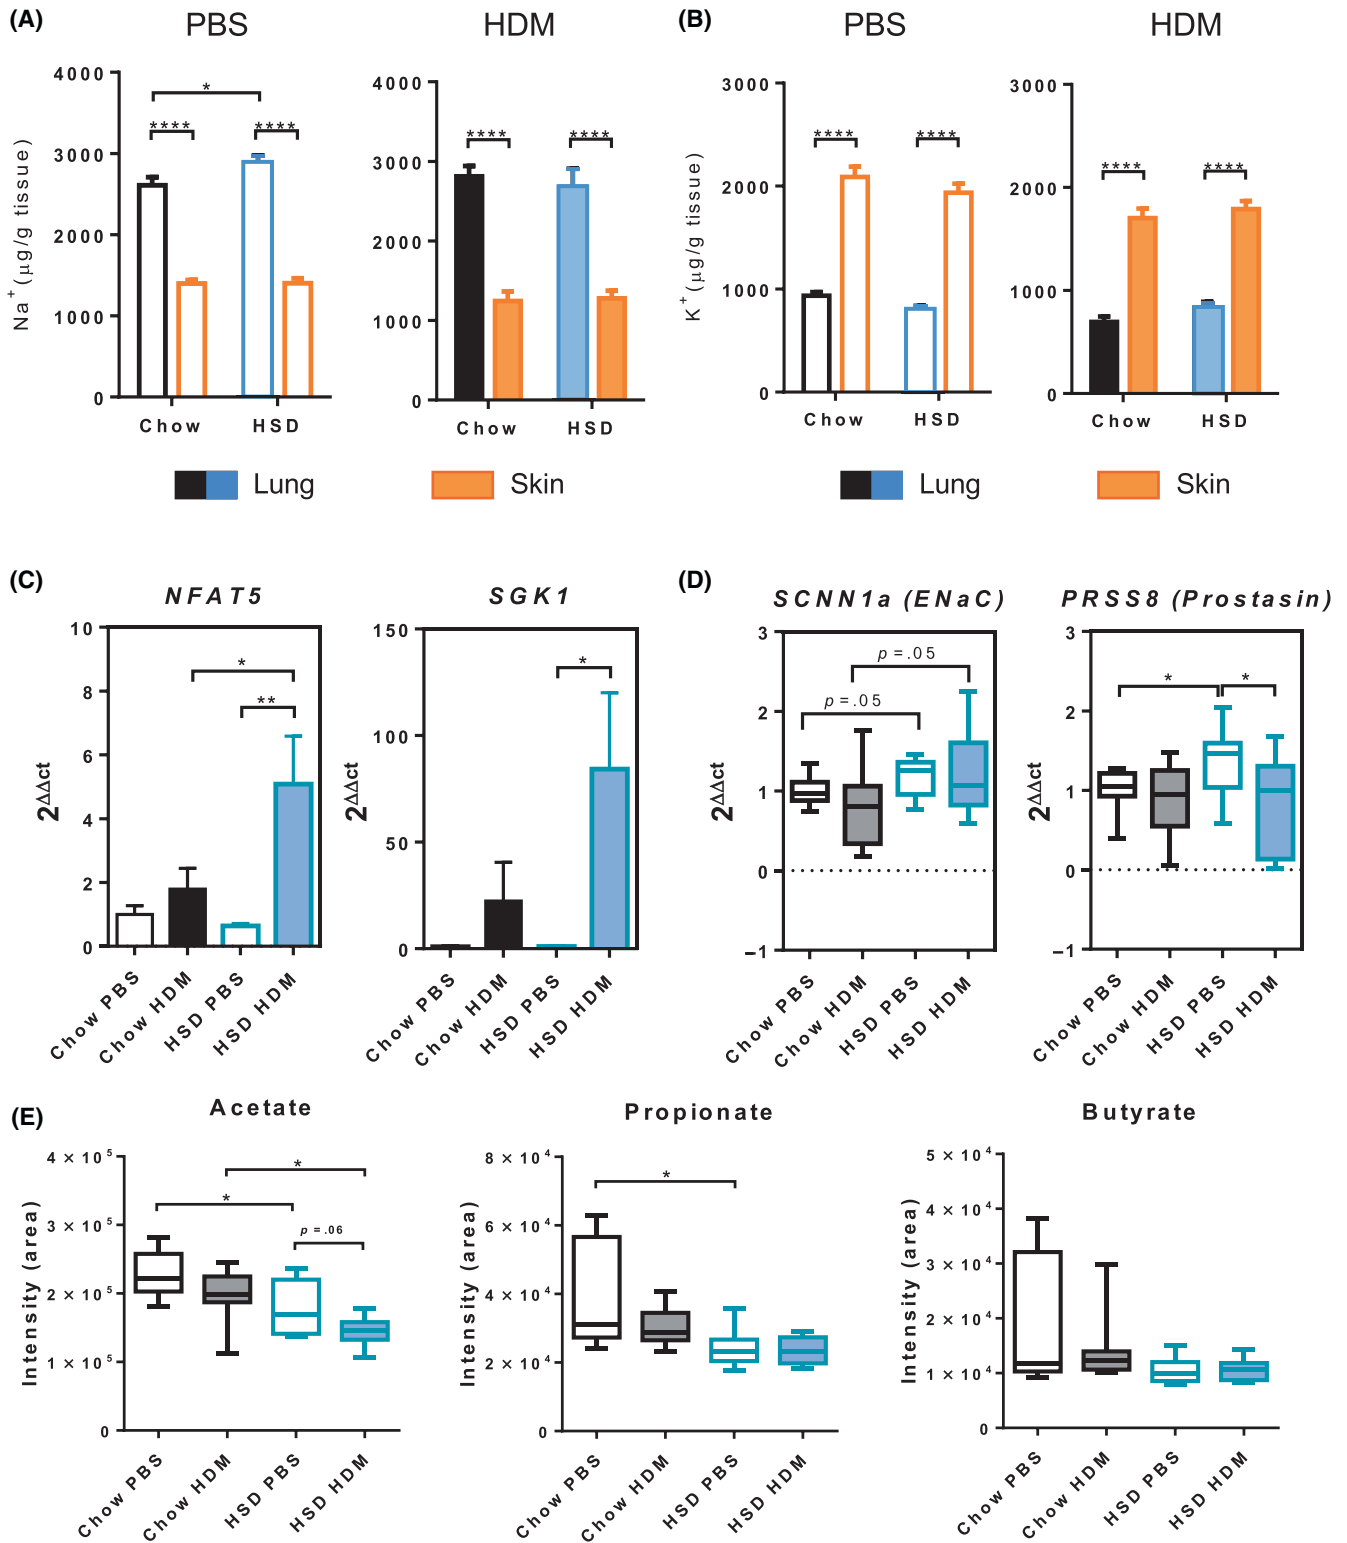 (A) PBS HDM (B) PBS HDM
Na⁺ (µg/g tissue)
4000
3000
2000
1000
0
* **** ****
Chow HSD
4000
3000
2000
1000
0
**** ****
Chow HSD
K⁺ (µg/g tissue)
3000
2000
1000
0
**** ****
Chow HSD
3000
2000
1000
0
**** ****
Chow HSD
Lung Skin Lung Skin
(C) NFAT5
2ΔΔct
10
8
6
4
2
0
*
**
Chow PBS
Chow HDM
HSD PBS
HSD HDM
SGK1
2ΔΔct
150
100
50
0
*
Chow PBS
Chow HDM
HSD PBS
HSD HDM
(D) SCNN1a (ENaC)
2ΔΔct
3
2
1
0
−1
p=.05
p=.05
Chow PBS
Chow HDM
HSD PBS
HSD HDM
PRSS8 (Prostasin)
2ΔΔct
3
2
1
0
−1
* *
Chow PBS
Chow HDM
HSD PBS
HSD HDM
(E) Acetate
Intensity (area)
4 × 10⁵
3 × 10⁵
2 × 10⁵
1 × 10⁵
0
*
*
p=.06
Chow PBS
Chow HDM
HSD PBS
HSD HDM
Propionate
Intensity (area)
8 × 10⁴
6 × 10⁴
4 × 10⁴
2 × 10⁴
0
*
Chow PBS
Chow HDM
HSD PBS
HSD HDM
Butyrate
Intensity (area)
5 × 10⁴
4 × 10⁴
3 × 10⁴
2 × 10⁴
1 × 10⁴
0
Chow PBS
Chow HDM
HSD PBS
HSD HDM